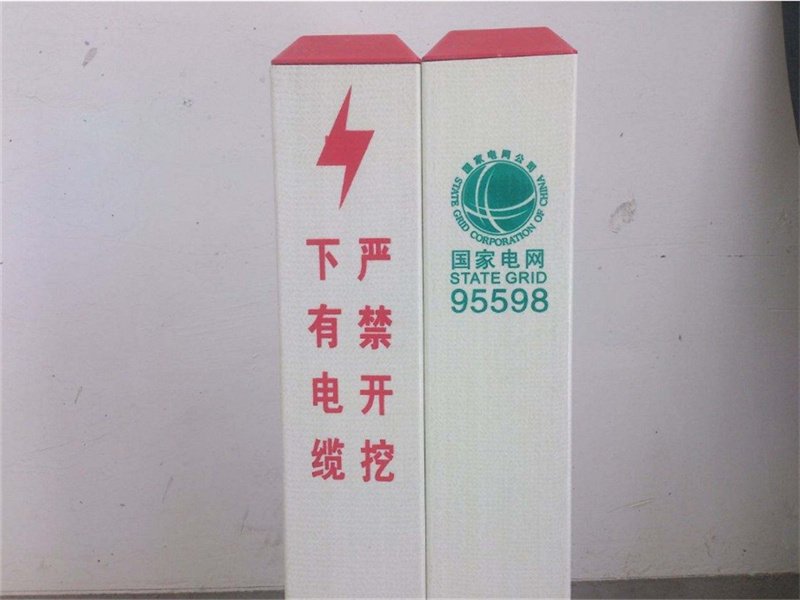 下有电缆
严禁开挖
国家电网公司
STATE GRID CORPORATION OF CHINA
国家电网
STATE GRID
95598